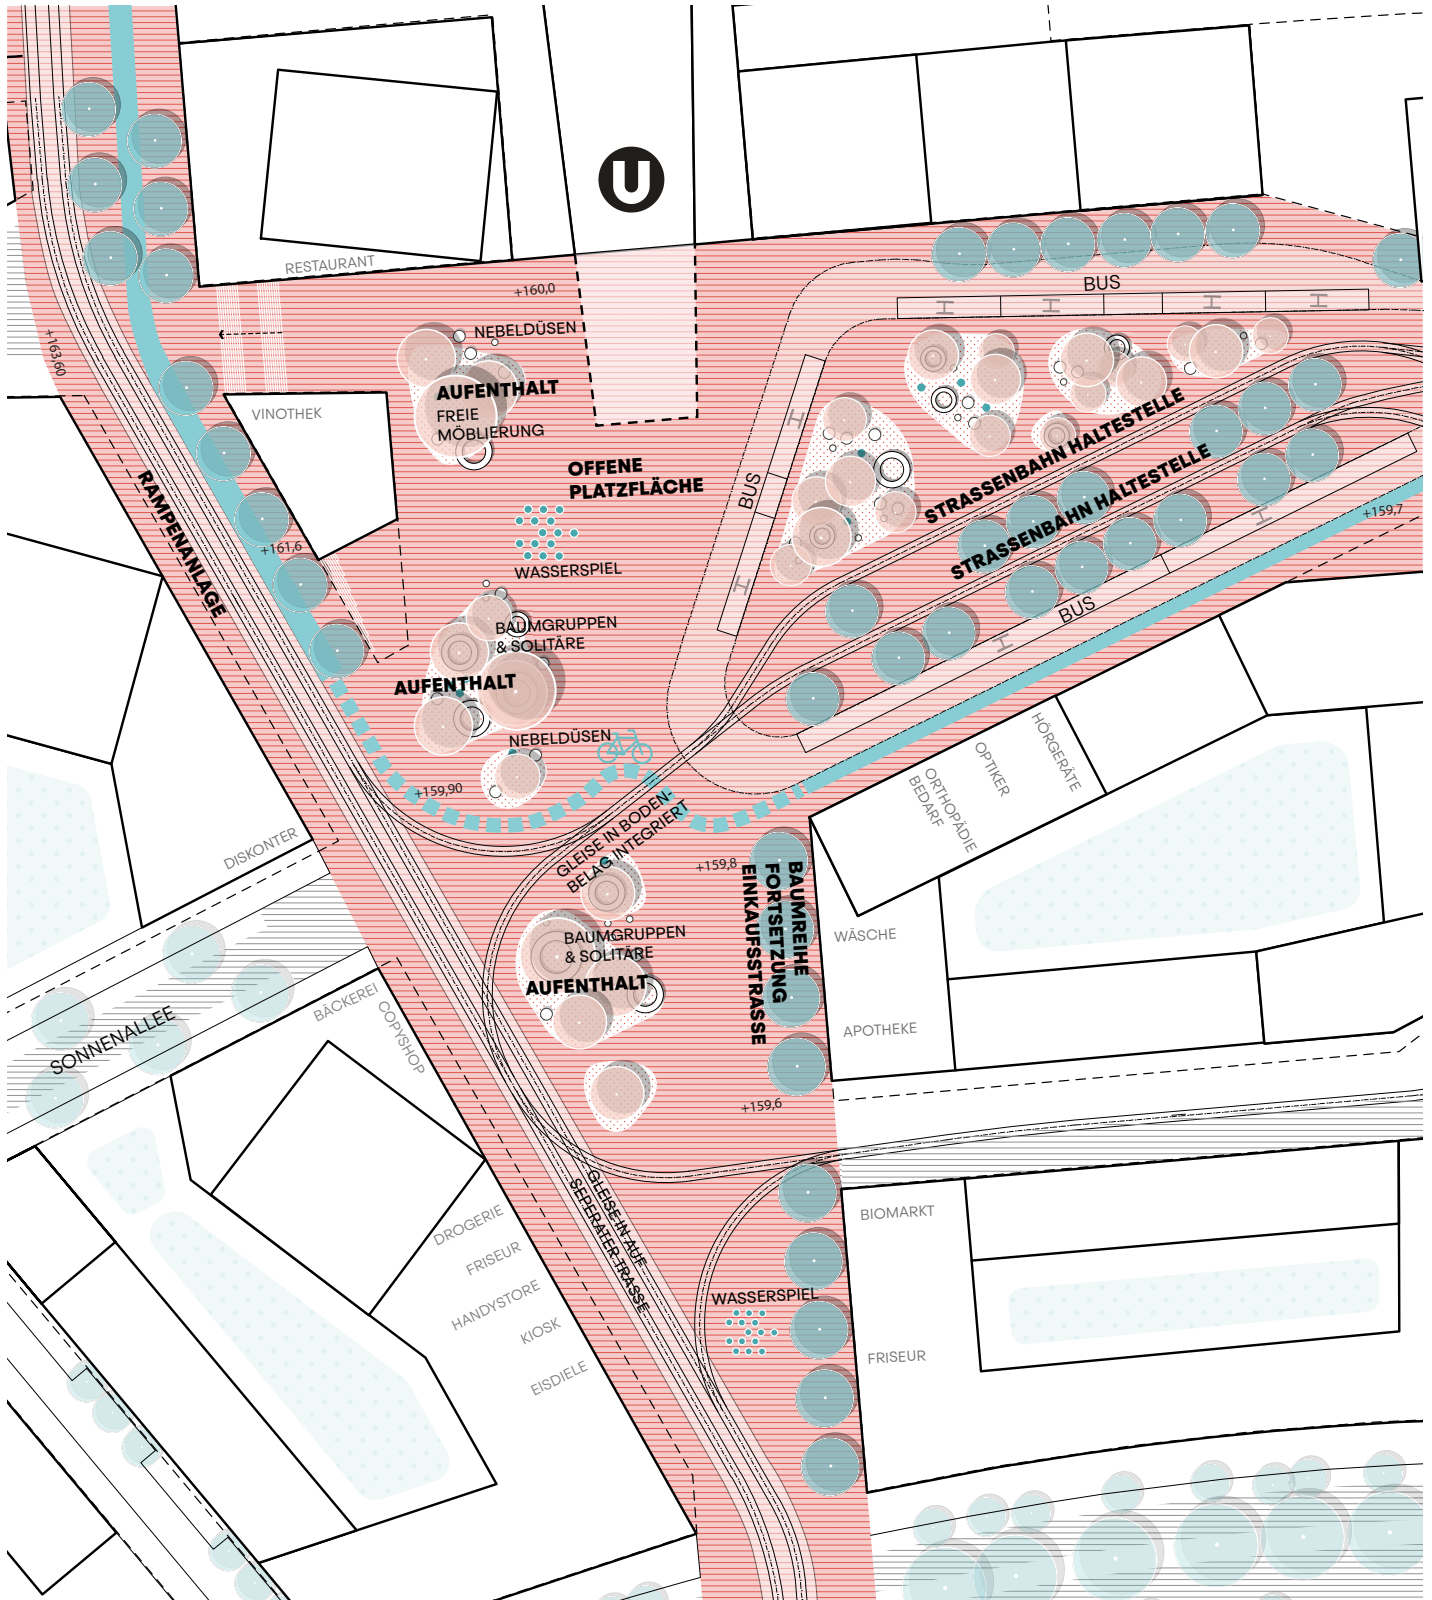 U
RESTAURANT
+160,0
BUS
H
H
H
H
NEBELDÜSEN
+163,60
AUFENTHALT
FREIE
MÖBLIERUNG
VINOTHEK
OFFENE
PLATZFLÄCHE
BUS
H
H
STRASSENBAHN HALTESTELLE
STRASSENBAHN HALTESTELLE
+159,7
RAMPENANLAGE
+161,6
WASSERSPIEL
BUS
H
H
BAUMGRUPPEN
& SOLITÄRE
AUFENTHALT
NEBELDÜSEN
+159,90
GLEISE IN BODEN-
BELAG INTEGRIERT
HÖRGERÄTE
OPTIKER
ORTHOPÄDIE
BEDARF
DISKONTER
+159,8
BAUMREIHE
FORTSETZUNG
EINKAUFSSTRASSE
WÄSCHE
BAUMGRUPPEN
& SOLITÄRE
AUFENTHALT
SONNENALLEE
BÄCKEREI
COPYSHOP
APOTHEKE
+159,6
GLEISE IN AUF
SEPERATER TRASSE
DROGERIE
FRISEUR
HANDYSTORE
KIOSK
EISDIELE
BIOMARKT
WASSERSPIEL
FRISEUR